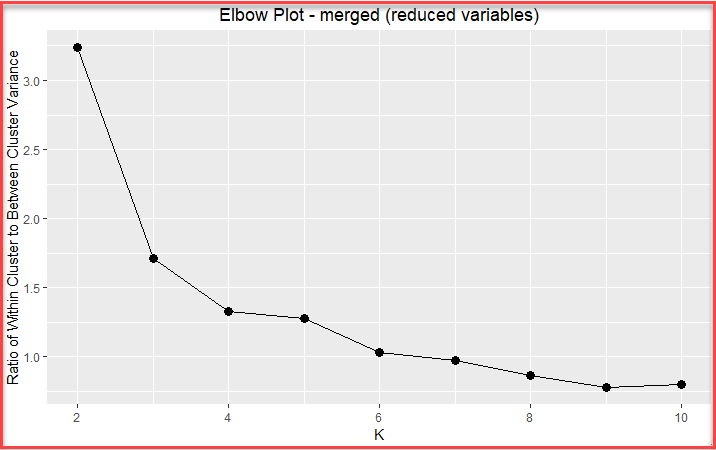 Elbow Plot - merged (reduced variables)
Ratio of Within Cluster to Between Cluster Variance
3.0
2.5
2.0
1.5
1.0
2 4 6 8 10
K